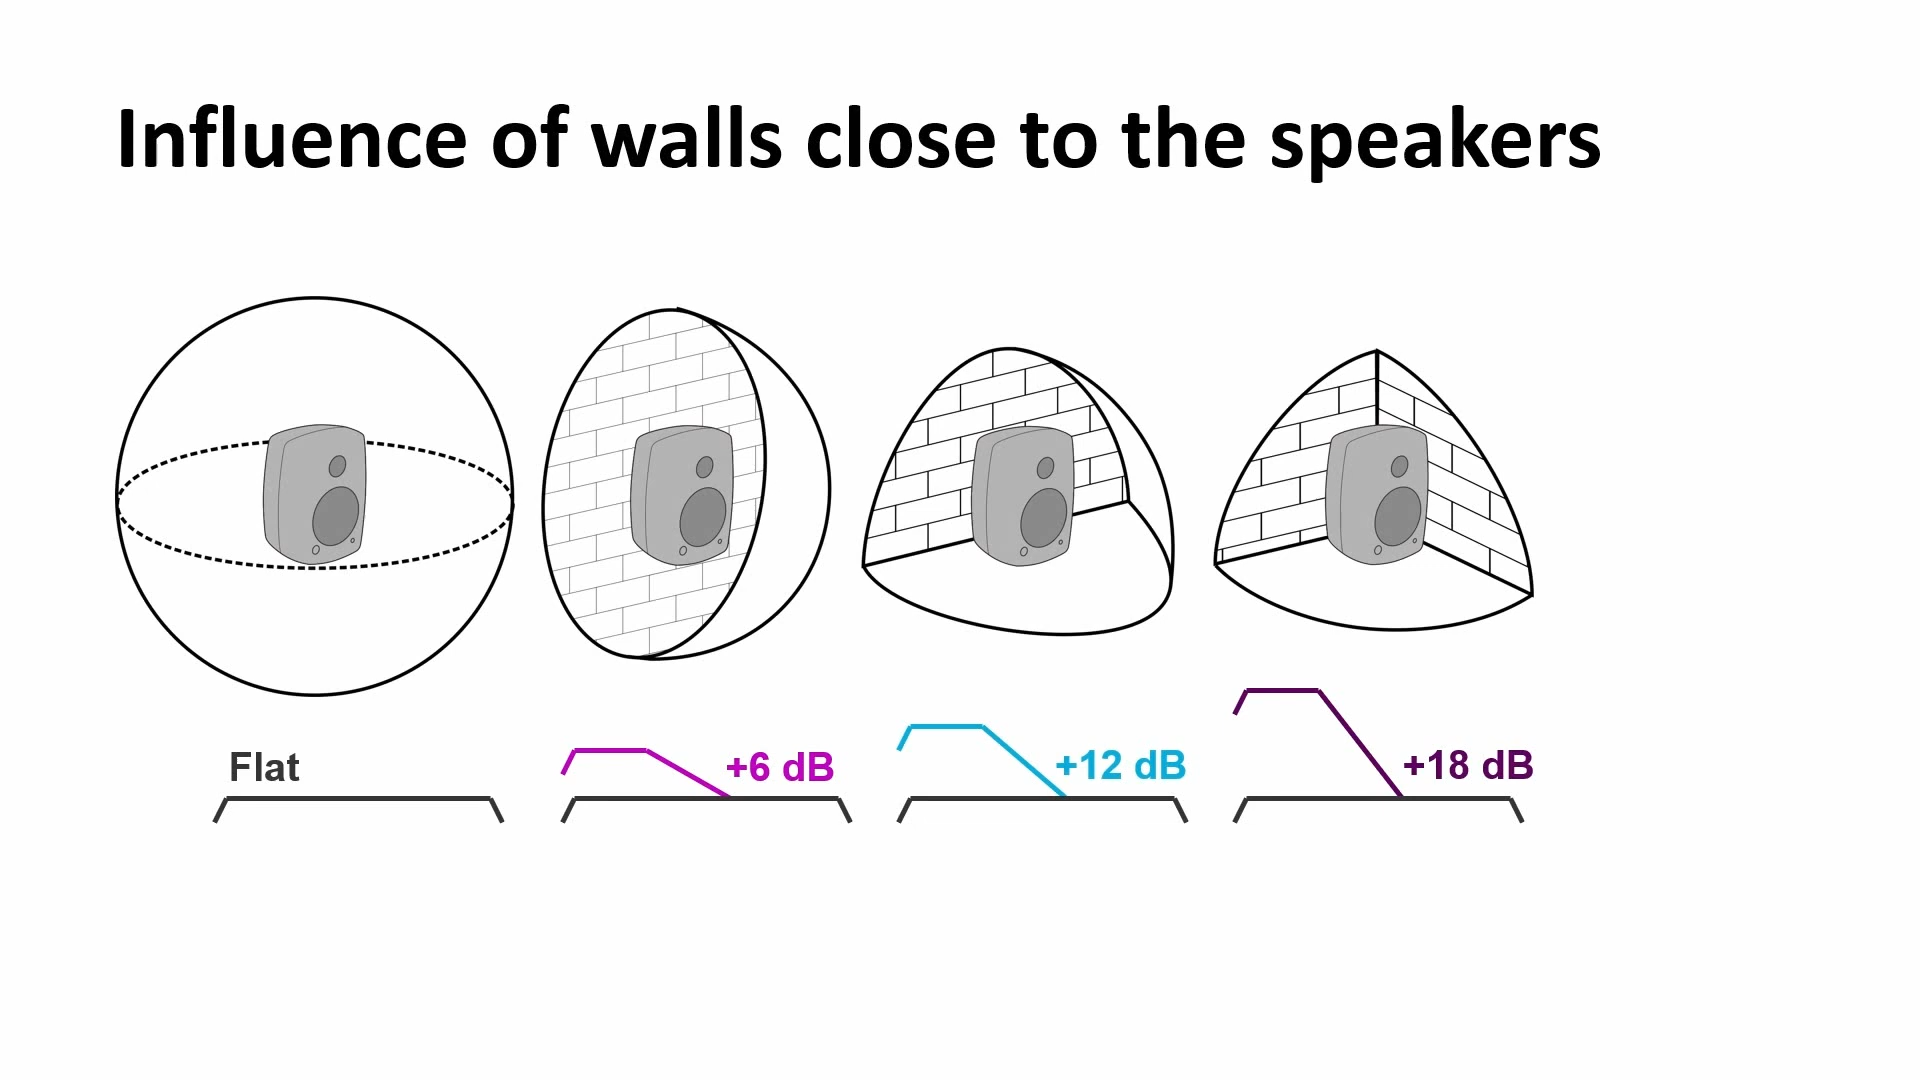 Influence of walls close to the speakers
Flat
+6 dB
+12 dB
+18 dB